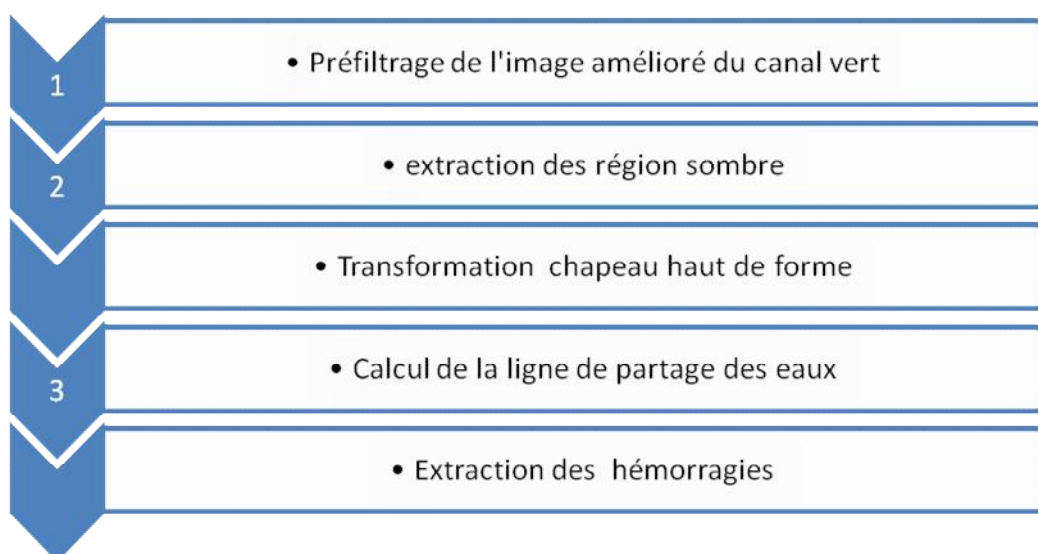 1
• Préfiltrage de l'image amélioré du canal vert
2
• extraction des région sombre
• Transformation chapeau haut de forme
3
• Calcul de la ligne de partage des eaux
• Extraction des hémorragies